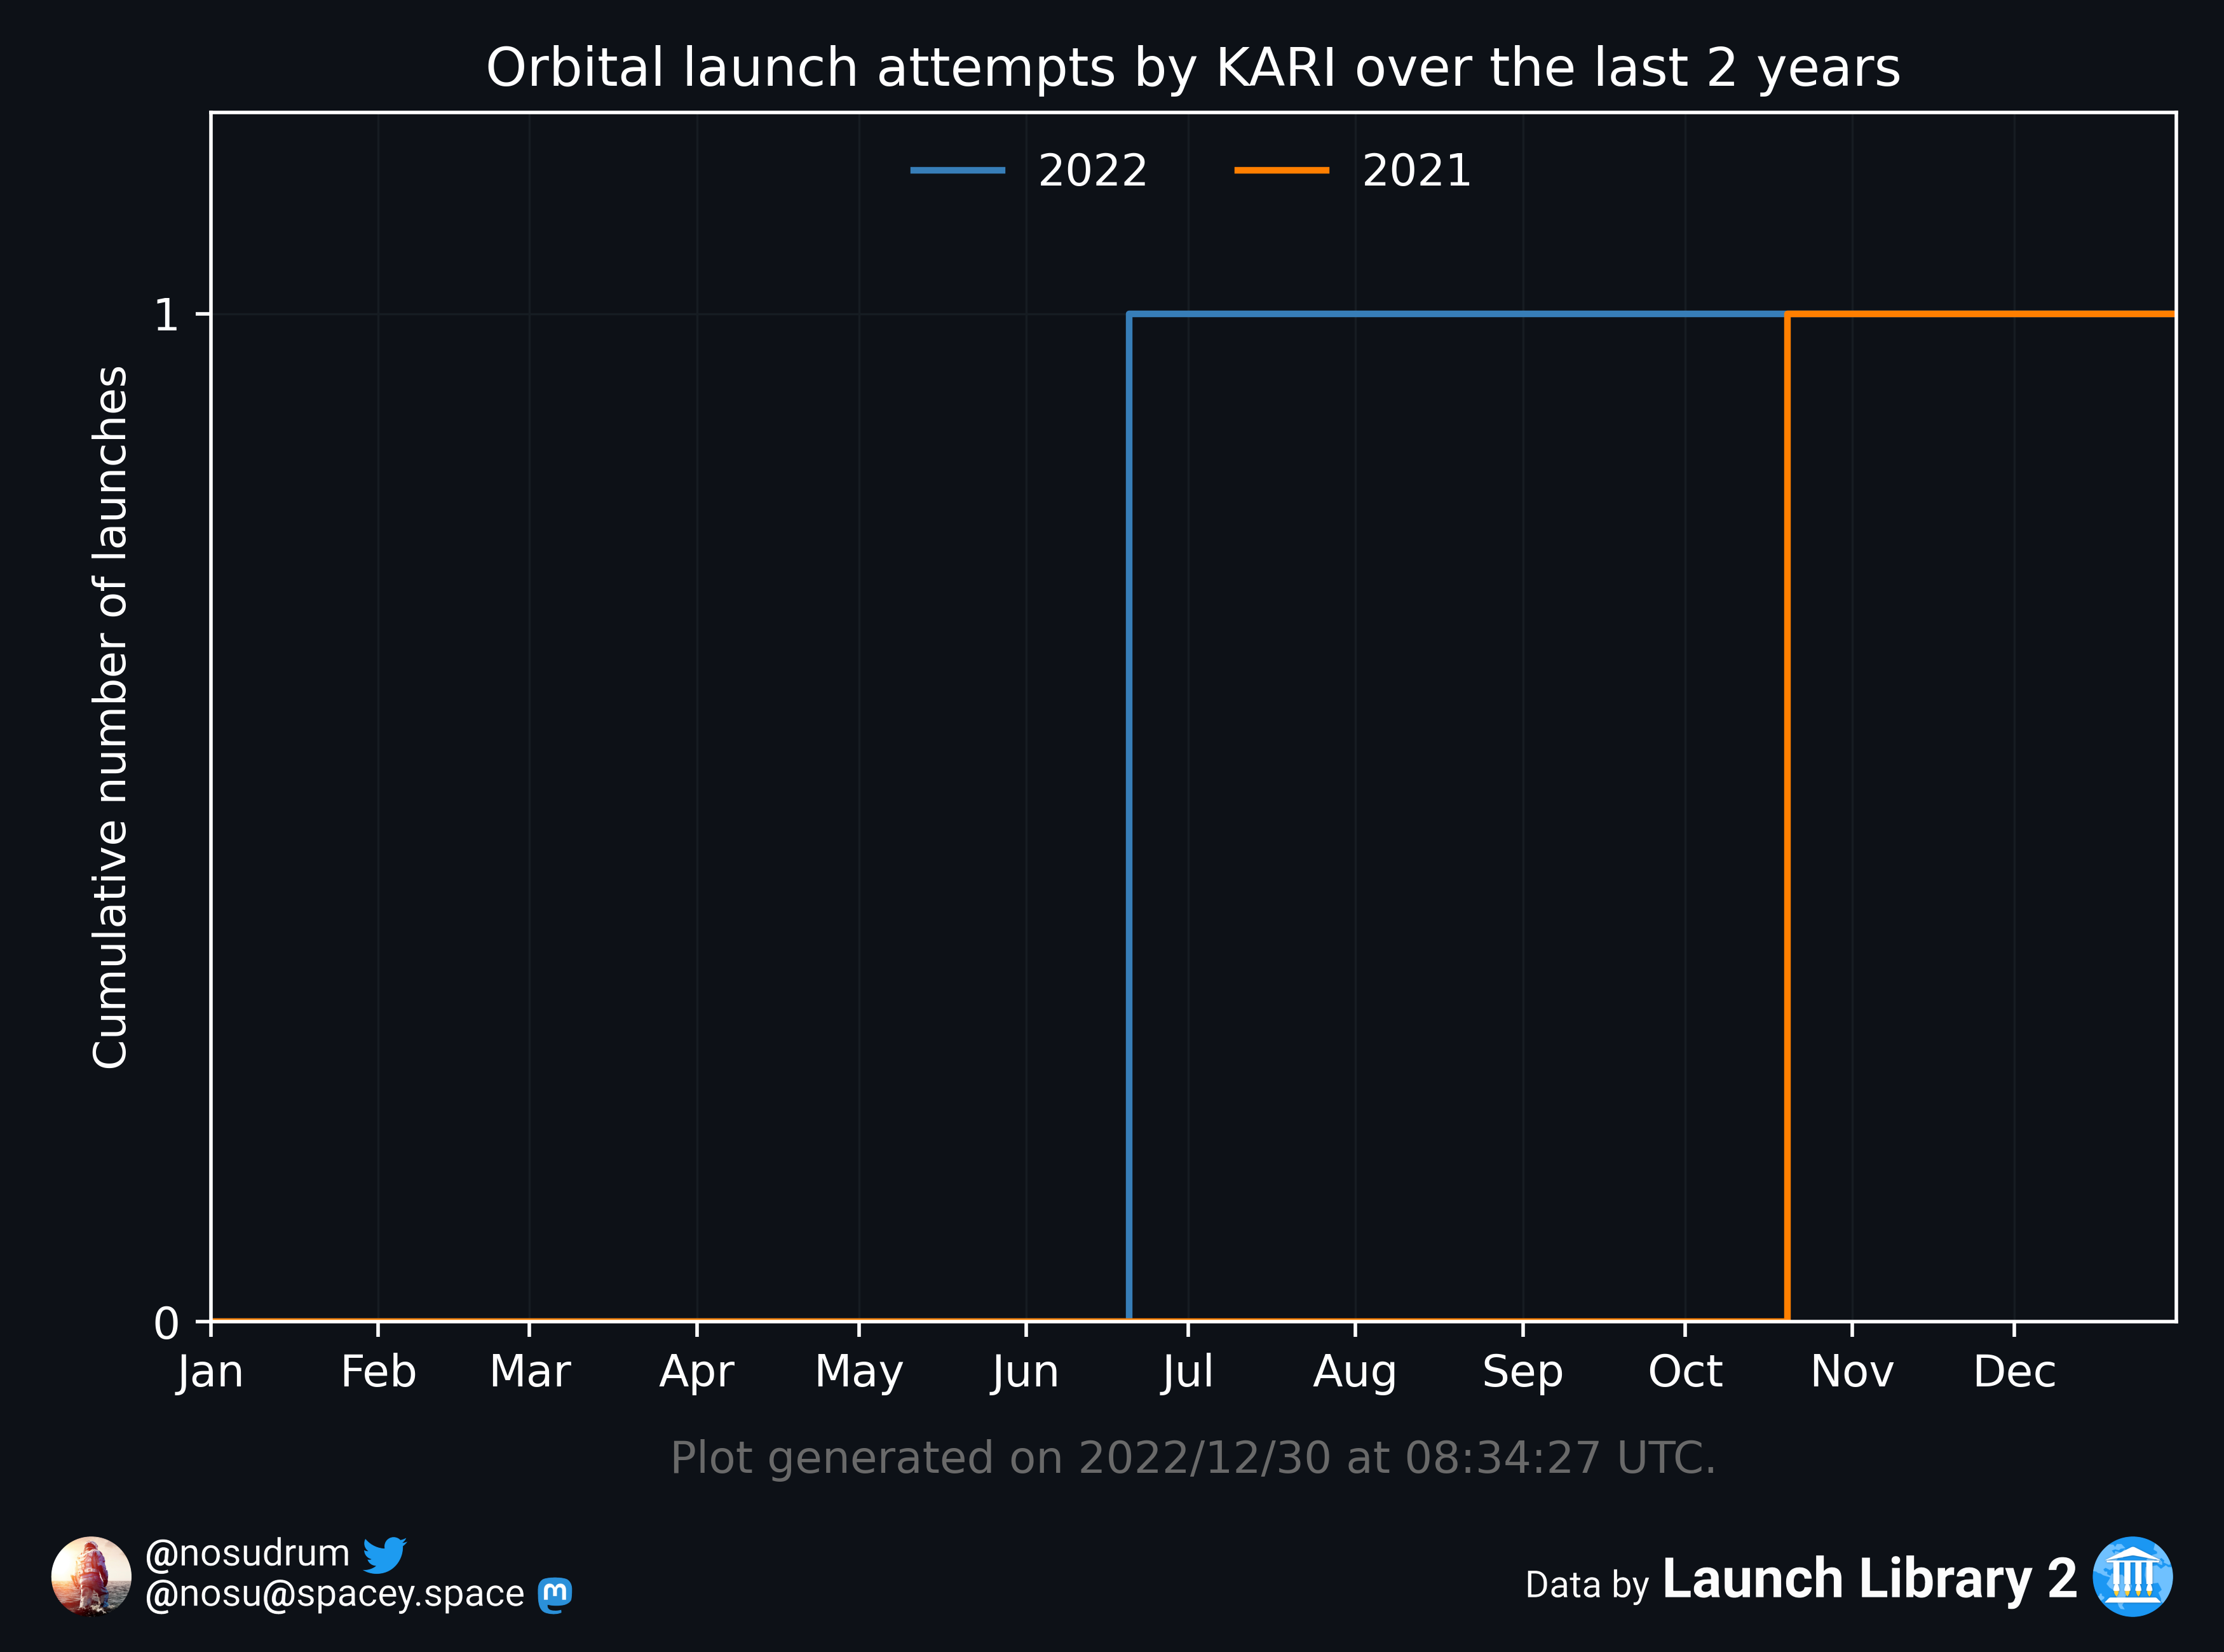 Orbital launch attempts by KARI over the last 2 years
2022 2021
1
Cumulative number of launches
0
Jan Feb Mar Apr May Jun Jul Aug Sep Oct Nov Dec
Plot generated on 2022/12/30 at 08:34:27 UTC.
@nosudrum
@nosu@spacey.space
Data by Launch Library 2